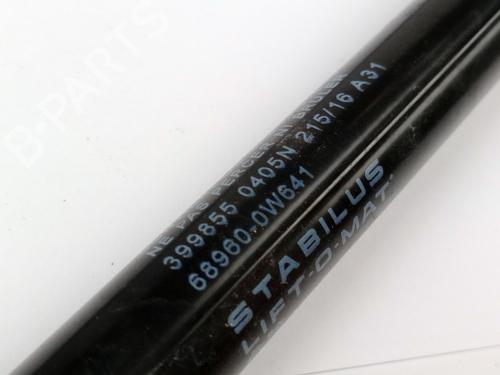 NE PAS PERCER NI BRULER
399855 0405N 215/16 A31
68960-0W641
STABILUS
LIFT-O-MAT
B-PARTS